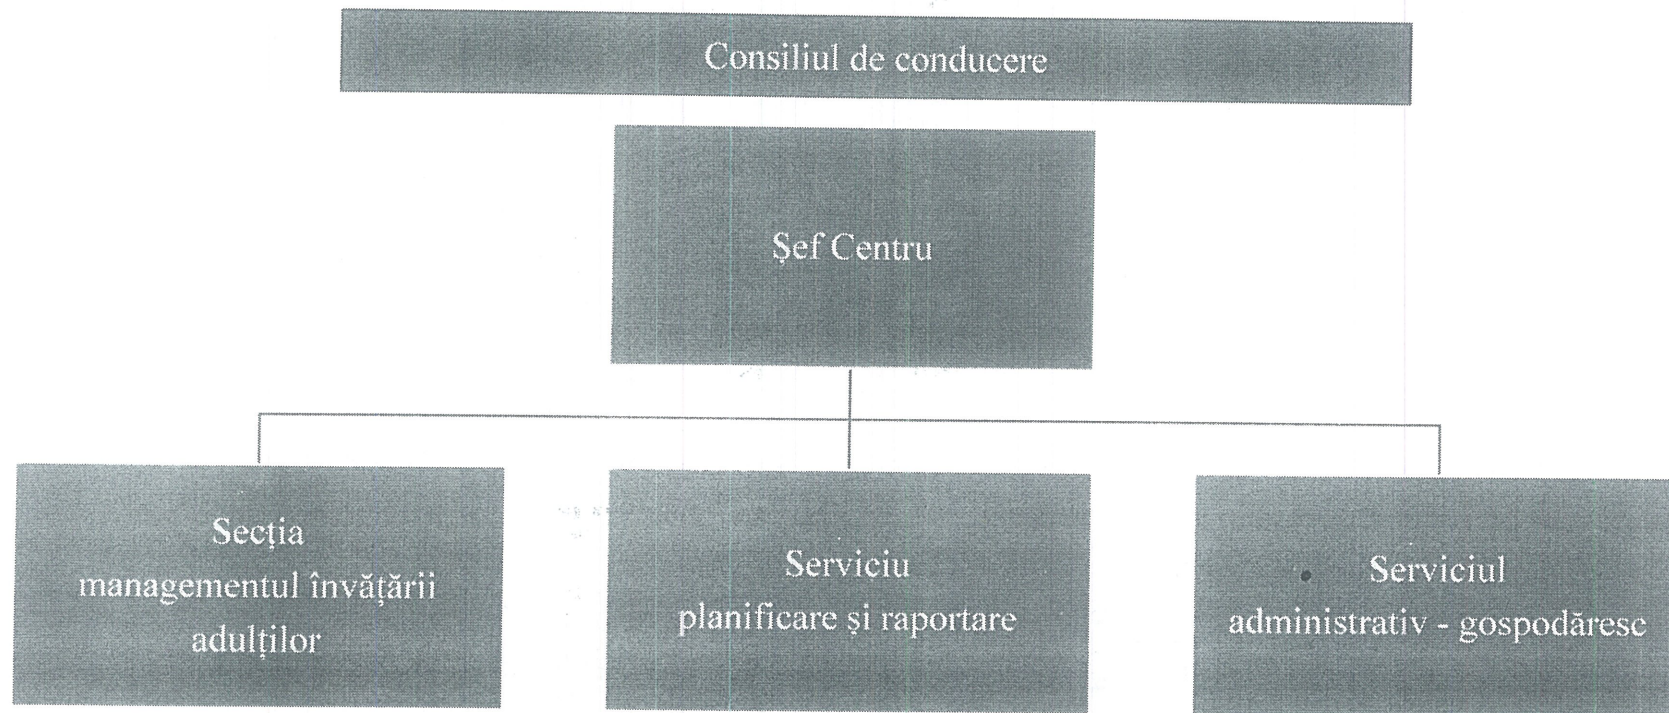 Consiliul de conducere
Șef Centru
Secția
managementul învățării
adulților
Serviciu
planificare și raportare
Serviciul
administrativ - gospodăresc